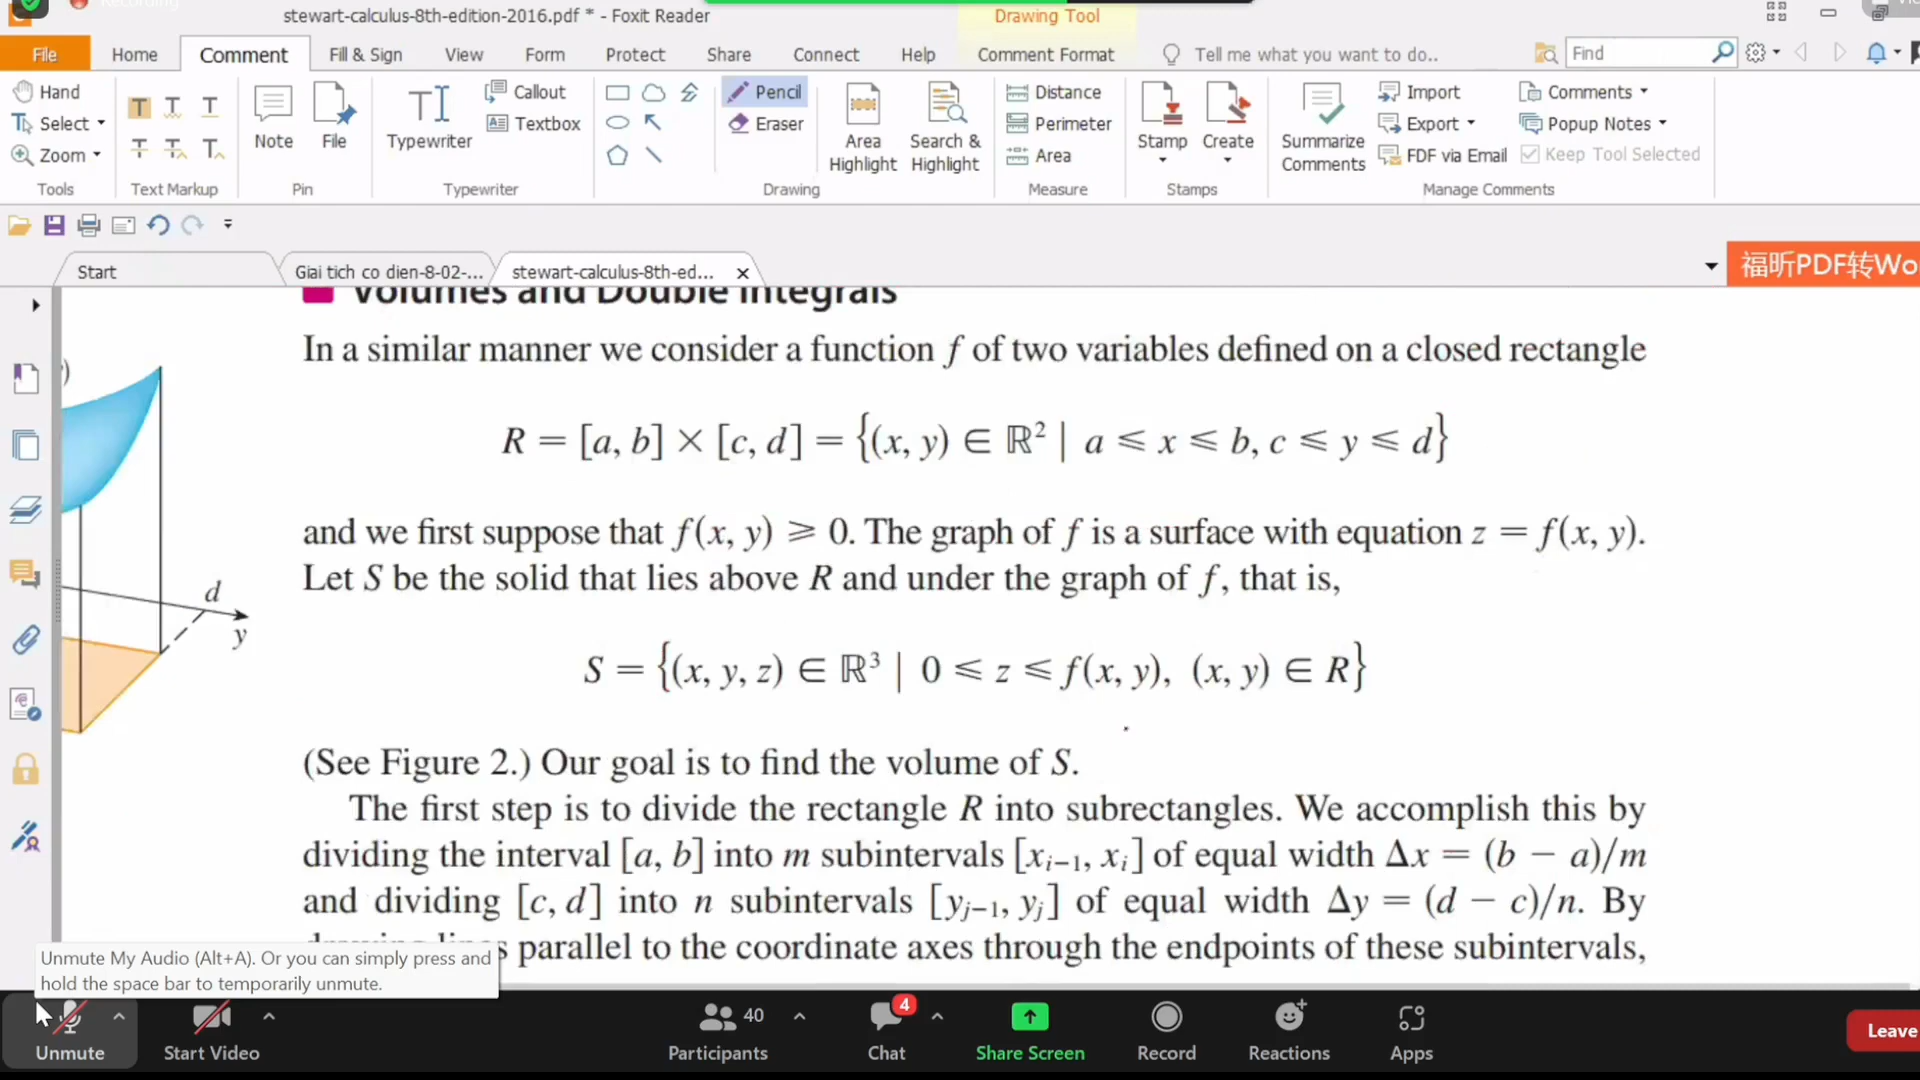 Recording
stewart-calculus-8th-edition-2016.pdf * - Foxit Reader
Drawing Tool
File Home Comment Fill & Sign View Form Protect Share Connect Help Comment Format Tell me what you want to do.. Find
Hand
Select
Zoom
Tools
Text Markup
Note File
Pin
Typewriter
Callout
Textbox
Typewriter
Pencil
Eraser
Area Highlight
Search & Highlight
Drawing
Distance
Perimeter
Area
Measure
Stamp Create
Stamps
Summarize Comments
Import
Export
FDF via Email
Comments
Popup Notes
Keep Tool Selected
Manage Comments
Start Giai tich co dien-8-02-... stewart-calculus-8th-ed... 福昕PDF转Wo
Volumes and Double Integrals
In a similar manner we consider a function f of two variables defined on a closed rectangle
R = [a, b] × [c, d] = {(x, y) ∈ ℝ² | a ⩽ x ⩽ b, c ⩽ y ⩽ d}
and we first suppose that f(x, y) ⩾ 0. The graph of f is a surface with equation z = f(x, y).
Let S be the solid that lies above R and under the graph of f, that is,
S = {(x, y, z) ∈ ℝ³ | 0 ⩽ z ⩽ f(x, y), (x, y) ∈ R}
(See Figure 2.) Our goal is to find the volume of S.
The first step is to divide the rectangle R into subrectangles. We accomplish this by
dividing the interval [a, b] into m subintervals [xᵢ₋₁, xᵢ] of equal width Δx = (b − a)/m
and dividing [c, d] into n subintervals [yⱼ₋₁, yⱼ] of equal width Δy = (d − c)/n. By
parallel to the coordinate axes through the endpoints of these subintervals,
)
d
y
Unmute My Audio (Alt+A). Or you can simply press and
hold the space bar to temporarily unmute.
Unmute Start Video Participants 40 Chat 4 Share Screen Record Reactions Apps Leave